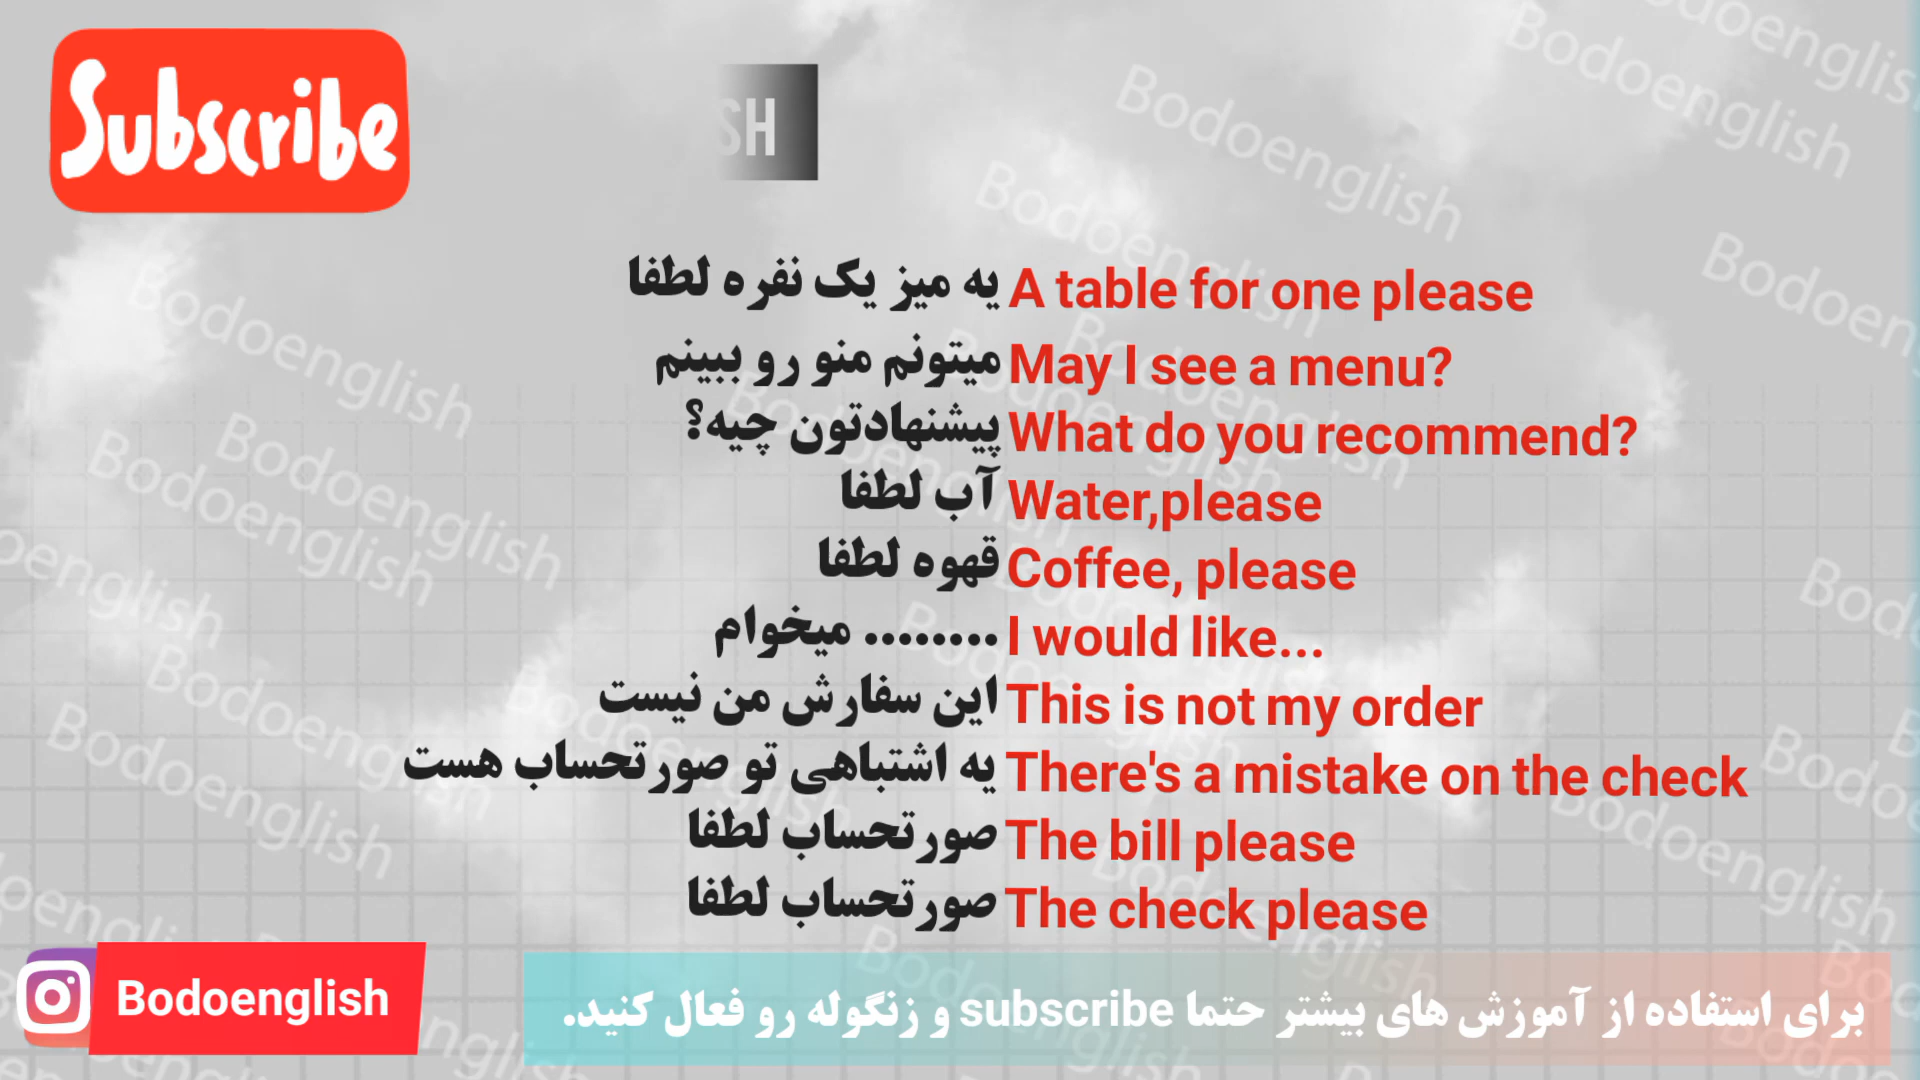 Subscribe
SH
یه میز یک نفره لطفا A table for one please
میتونم منو رو ببینم May I see a menu?
پیشنهادتون چیه؟ What do you recommend?
آب لطفا Water,please
قهوه لطفا Coffee, please
........ میخوام I would like...
این سفارش من نیست This is not my order
یه اشتباهی تو صورتحساب هست There's a mistake on the check
صورتحساب لطفا The bill please
صورتحساب لطفا The check please
Bodoenglish
برای استفاده از آموزش های بیشتر حتما subscribe و زنگوله رو فعال کنید.